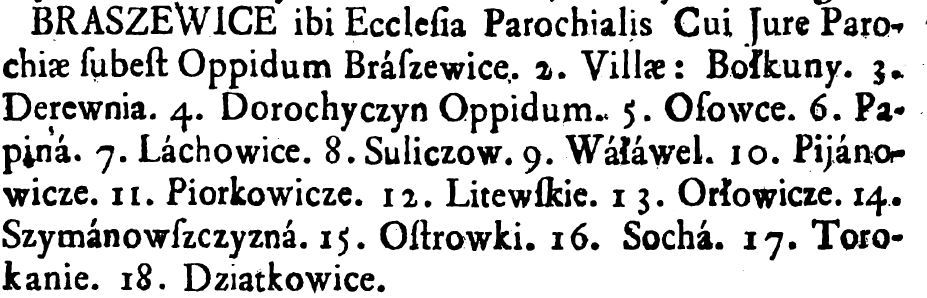 BRASZEWICE ibi Eccleſia Parochialis Cui Jure Paro-
chiæ ſubeſt Oppidum Bráſzewice. 2. Villæ: Bołkuny. 3.
Derewnia. 4. Dorochyczyn Oppidum. 5. Oſowce. 6. Pa-
piná. 7. Láchowice. 8. Suliczow. 9. Wáłáwel. 10. Pijáno-
wicze. 11. Piorkowicze. 12. Litewſkie. 13. Orłowicze. 14.
Szymánowſzczyzná. 15. Oſtrowki. 16. Sochá. 17. Toro-
kanie. 18. Dziatkowice.